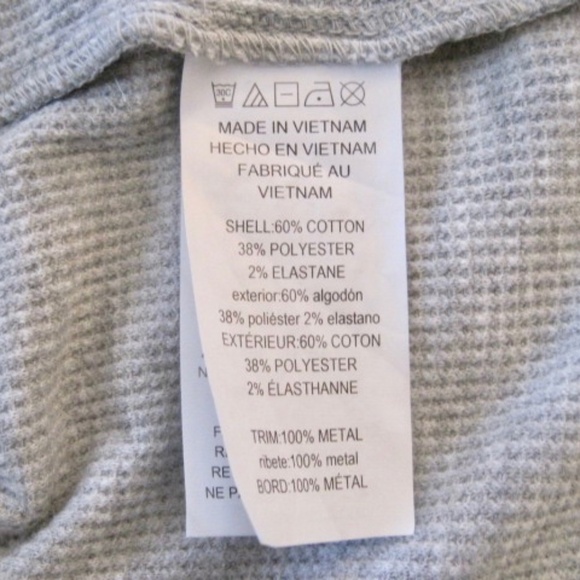 30C
MADE IN VIETNAM
HECHO EN VIETNAM
FABRIQUÉ AU
VIETNAM
SHELL:60% COTTON
38% POLYESTER
2% ELASTANE
exterior:60% algodón
38% poliéster 2% elastano
EXTÉRIEUR:60% COTON
38% POLYESTER
2% ÉLASTHANNE
TRIM:100% METAL
ribete:100% metal
BORD:100% MÉTAL
NE